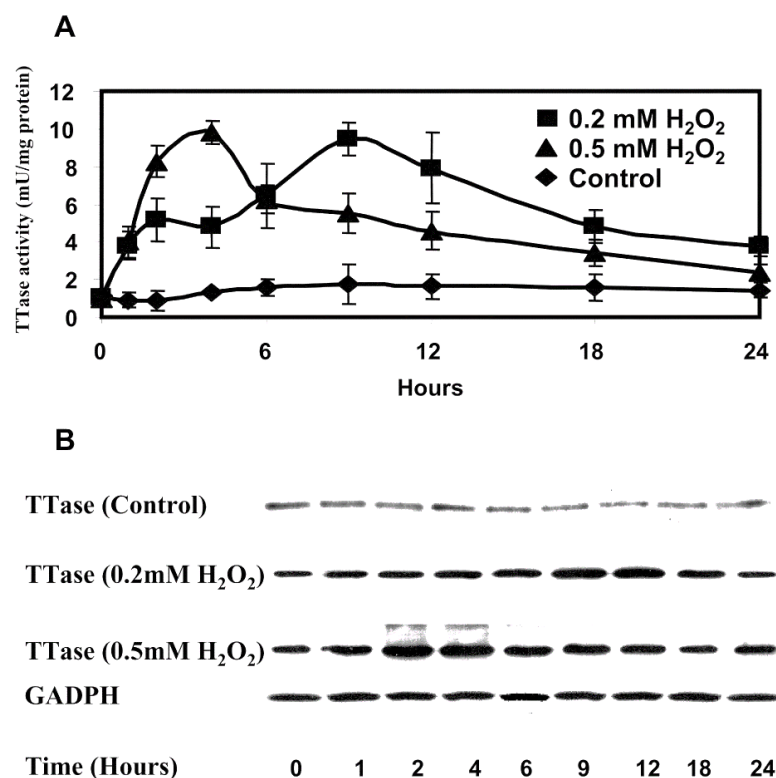 A
TTase activity (mU/mg protein)
12
10
8
6
4
2
0
0.2 mM H₂O₂
0.5 mM H₂O₂
Control
0 6 12 18 24
Hours
B
TTase (Control)
TTase (0.2mM H₂O₂)
TTase (0.5mM H₂O₂)
GADPH
Time (Hours) 0 1 2 4 6 9 12 18 24